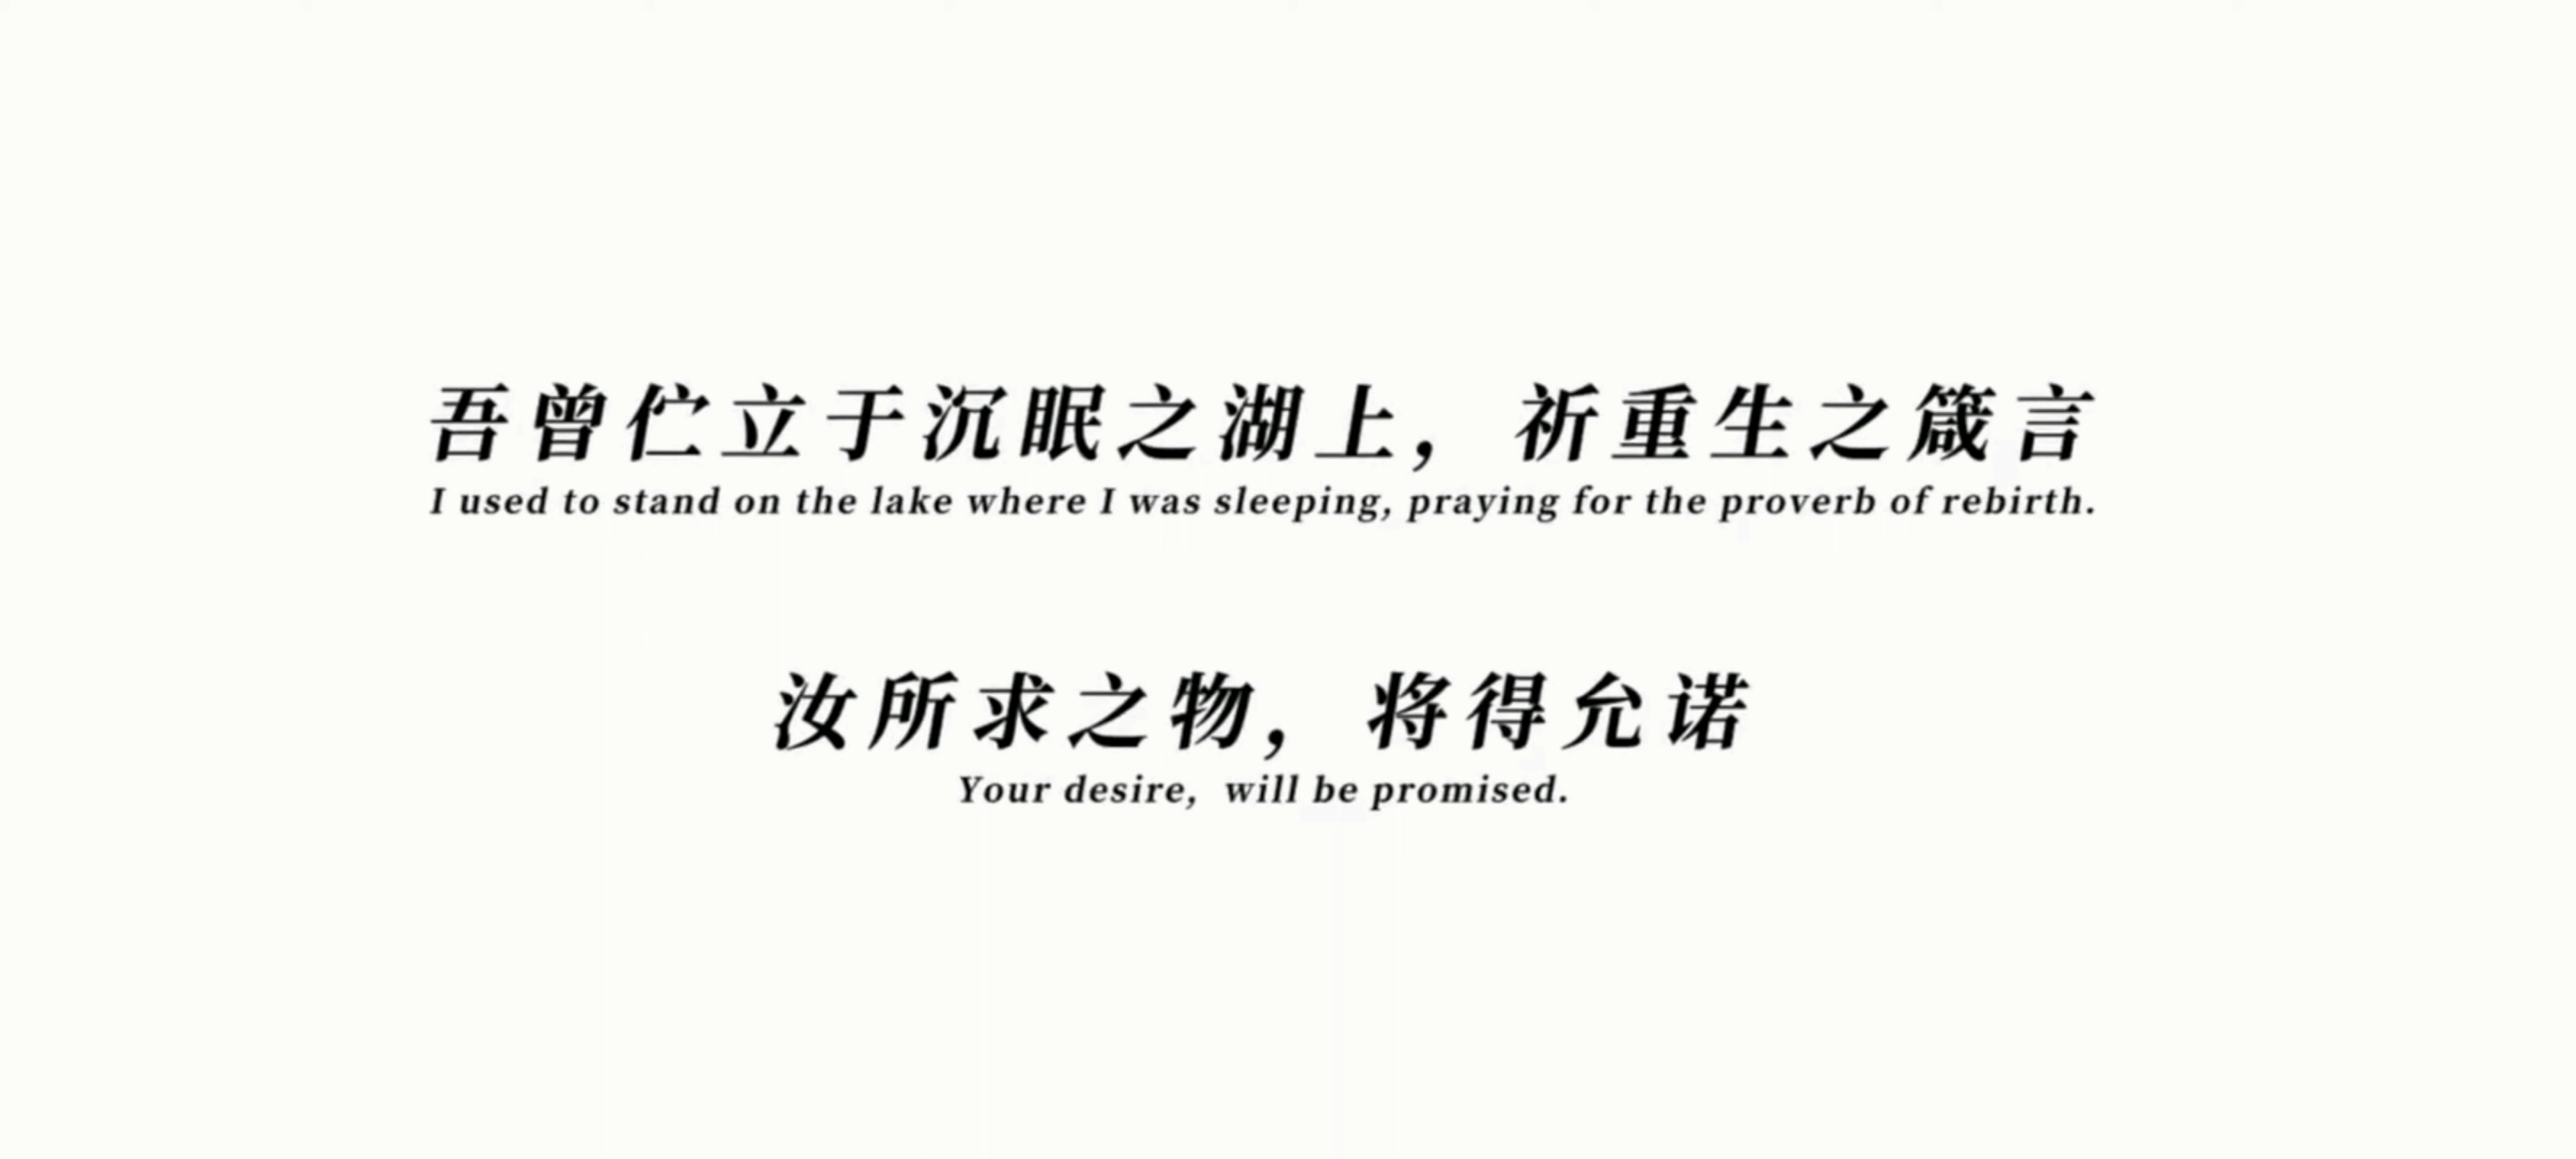 吾曾伫立于沉眠之湖上，祈重生之箴言
I used to stand on the lake where I was sleeping, praying for the proverb of rebirth.
汝所求之物，将得允诺
Your desire, will be promised.